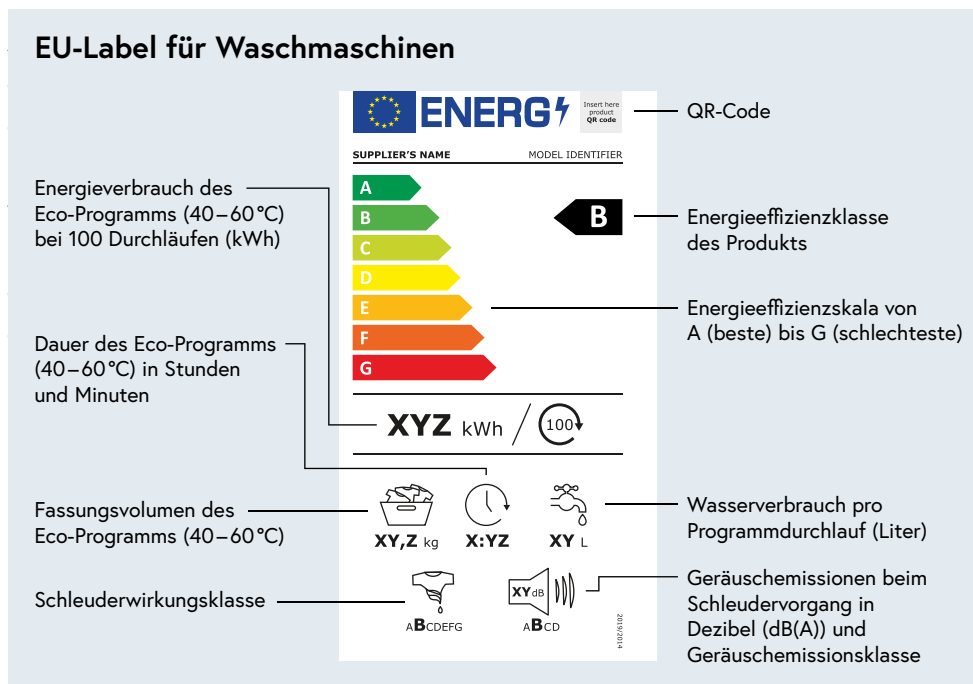 EU-Label für Waschmaschinen
ENERG
Insert here
product
QR code
QR-Code
SUPPLIER'S NAME
MODEL IDENTIFIER
Energieverbrauch des
Eco-Programms (40–60 °C)
bei 100 Durchläufen (kWh)
A
B
C
D
E
F
G
B
Energieeffizienzklasse
des Produkts
Energieeffizienzskala von
A (beste) bis G (schlechteste)
Dauer des Eco-Programms
(40–60 °C) in Stunden
und Minuten
XYZ kWh / 100
Fassungsvolumen des
Eco-Programms (40–60 °C)
XY,Z kg
X:YZ
XY L
Wasserverbrauch pro
Programmdurchlauf (Liter)
Schleuderwirkungsklasse
ABCDEFG
XY dB
ABCD
2019/2014
Geräuschemissionen beim
Schleudervorgang in
Dezibel (dB(A)) und
Geräuschemissionsklasse